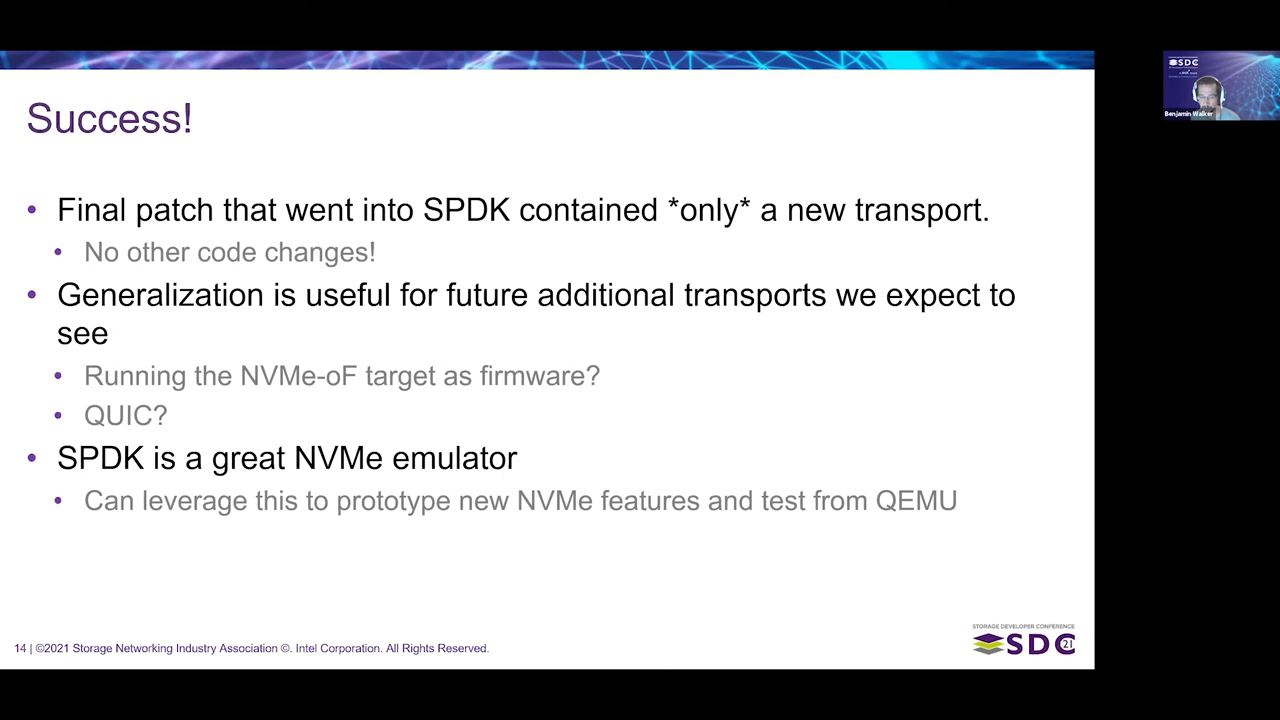 Success!
• Final patch that went into SPDK contained *only* a new transport.
• No other code changes!
• Generalization is useful for future additional transports we expect to
see
• Running the NVMe-oF target as firmware?
• QUIC?
• SPDK is a great NVMe emulator
• Can leverage this to prototype new NVMe features and test from QEMU
14 | ©2021 Storage Networking Industry Association ©. Intel Corporation. All Rights Reserved.
STORAGE DEVELOPER CONFERENCE
SDC 21
SDC
Benjamin Walker